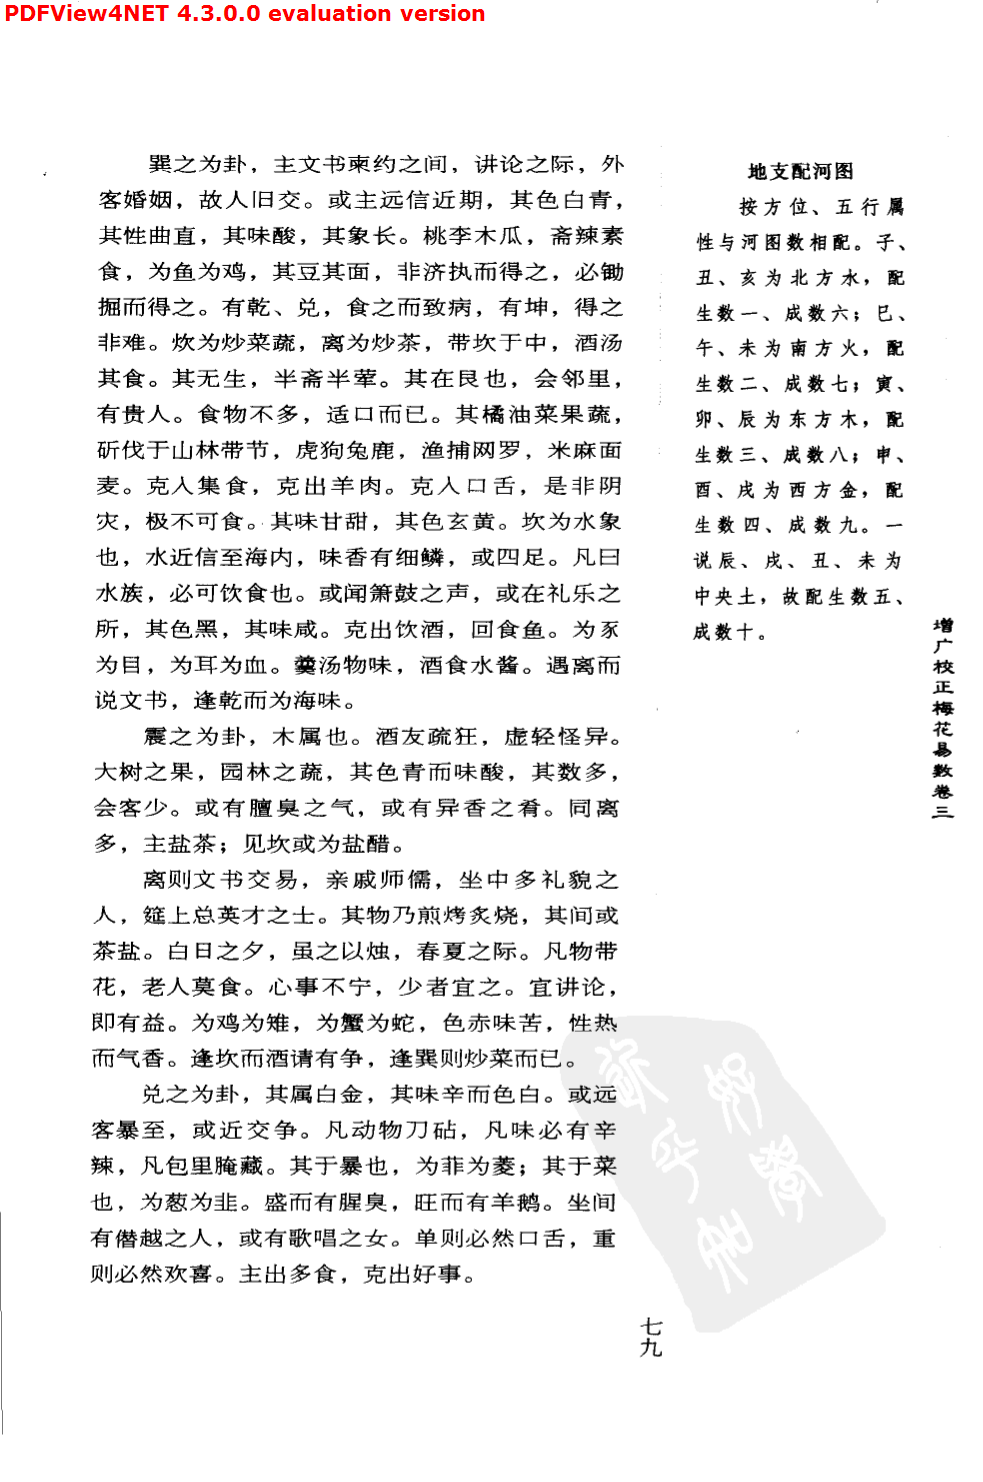 PDFView4NET 4.3.0.0 evaluation version
巽之为卦，主文书柬约之间，讲论之际，外
客婚姻，故人旧交。或主远信近期，其色白青，
其性曲直，其味酸，其象长。桃李木瓜，斋辣素
食，为鱼为鸡，其豆其面，非济执而得之，必锄
掘而得之。有乾、兑，食之而致病，有坤，得之
非难。炊为炒菜蔬，离为炒茶，带坎于中，酒汤
其食。其无生，半斋半荤。其在艮也，会邻里，
有贵人。食物不多，适口而已。其橘油菜果蔬，
斫伐于山林带节，虎狗兔鹿，渔捕网罗，米麻面
麦。克入集食，克出羊肉。克入口舌，是非阴
灾，极不可食。其味甘甜，其色玄黄。坎为水象
也，水近信至海内，味香有细鳞，或四足。凡曰
水族，必可饮食也。或闻箫鼓之声，或在礼乐之
所，其色黑，其味咸。克出饮酒，回食鱼。为豕
为目，为耳为血。羹汤物味，酒食水酱。遇离而
说文书，逢乾而为海味。
震之为卦，木属也。酒友疏狂，虚轻怪异。
大树之果，园林之蔬，其色青而味酸，其数多，
会客少。或有膻臭之气，或有异香之肴。同离
多，主盐茶；见坎或为盐醋。
离则文书交易，亲戚师儒，坐中多礼貌之
人，筵上总英才之士。其物乃煎烤炙烧，其间或
茶盐。白日之夕，虽之以烛，春夏之际。凡物带
花，老人莫食。心事不宁，少者宜之。宜讲论，
即有益。为鸡为雉，为蟹为蛇，色赤味苦，性热
而气香。逢坎而酒请有争，逢巽则炒菜而已。
兑之为卦，其属白金，其味辛而色白。或远
客暴至，或近交争。凡动物刀砧，凡味必有辛
辣，凡包里腌藏。其于暴也，为菲为菱；其于菜
也，为葱为韭。盛而有腥臭，旺而有羊鹅。坐间
有僭越之人，或有歌唱之女。单则必然口舌，重
则必然欢喜。主出多食，克出好事。
地支配河图
按方位、五行属
性与河图数相配。子、
丑、亥为北方水，配
生数一、成数六；巳、
午、未为南方火，配
生数二、成数七；寅、
卯、辰为东方木，配
生数三、成数八；申、
酉、戌为西方金，配
生数四、成数九。一
说辰、戌、丑、未为
中央土，故配生数五、
成数十。
增广校正梅花易数卷三
七九